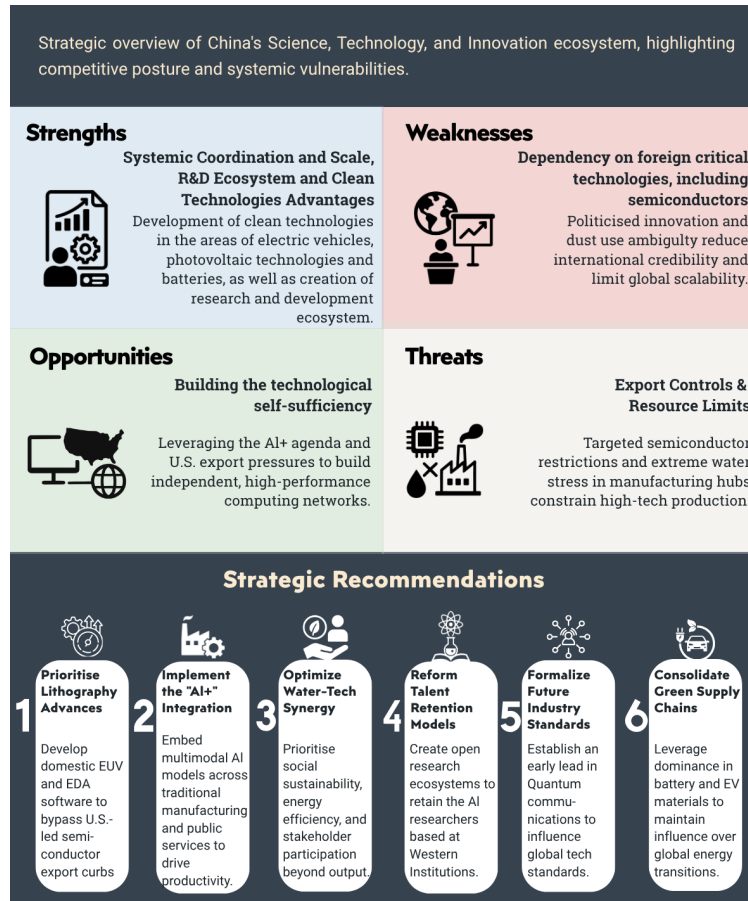 Strategic overview of China's Science, Technology, and Innovation ecosystem, highlighting
competitive posture and systemic vulnerabilities.
Strengths
Systemic Coordination and Scale,
R&D Ecosystem and Clean
Technologies Advantages
Development of clean technologies
in the areas of electric vehicles,
photovoltaic technologies and
batteries, as well as creation of
research and development
ecosystem.
Weaknesses
Dependency on foreign critical
technologies, including
semiconductors
Politicised innovation and
dust use ambigulty reduce
international credibility and
limit global scalability.
Opportunities
Building the technological
self-sufficiency
Leveraging the AI+ agenda and
U.S. export pressures to build
independent, high-performance
computing networks.
Threats
Export Controls &
Resource Limits
Targeted semiconductor
restrictions and extreme water
stress in manufacturing hubs
constrain high-tech production
Strategic Recommendations
1
Prioritise
Lithography
Advances
Develop
domestic EUV
and EDA
software to
bypass U.S.-
led semi-
conductor
export curbs
2
Implement
the "AI+"
Integration
Embed
multimodal AI
models across
traditional
manufacturing
and public
services to
drive
productivity.
3
Optimize
Water-Tech
Synergy
Prioritise
social
sustainability,
energy
efficiency, and
stakeholder
participation
beyond output.
4
Reform
Talent
Retention
Models
Create open
research
ecosystems to
retain the AI
researchers
based at
Western
Institutions.
5
Formalize
Future
Industry
Standards
Establish an
early lead in
Quantum
commu-
nications to
influence
global tech
standards.
6
Consolidate
Green Supply
Chains
Leverage
dominance in
battery and EV
materials to
maintain
influence over
global energy
transitions.